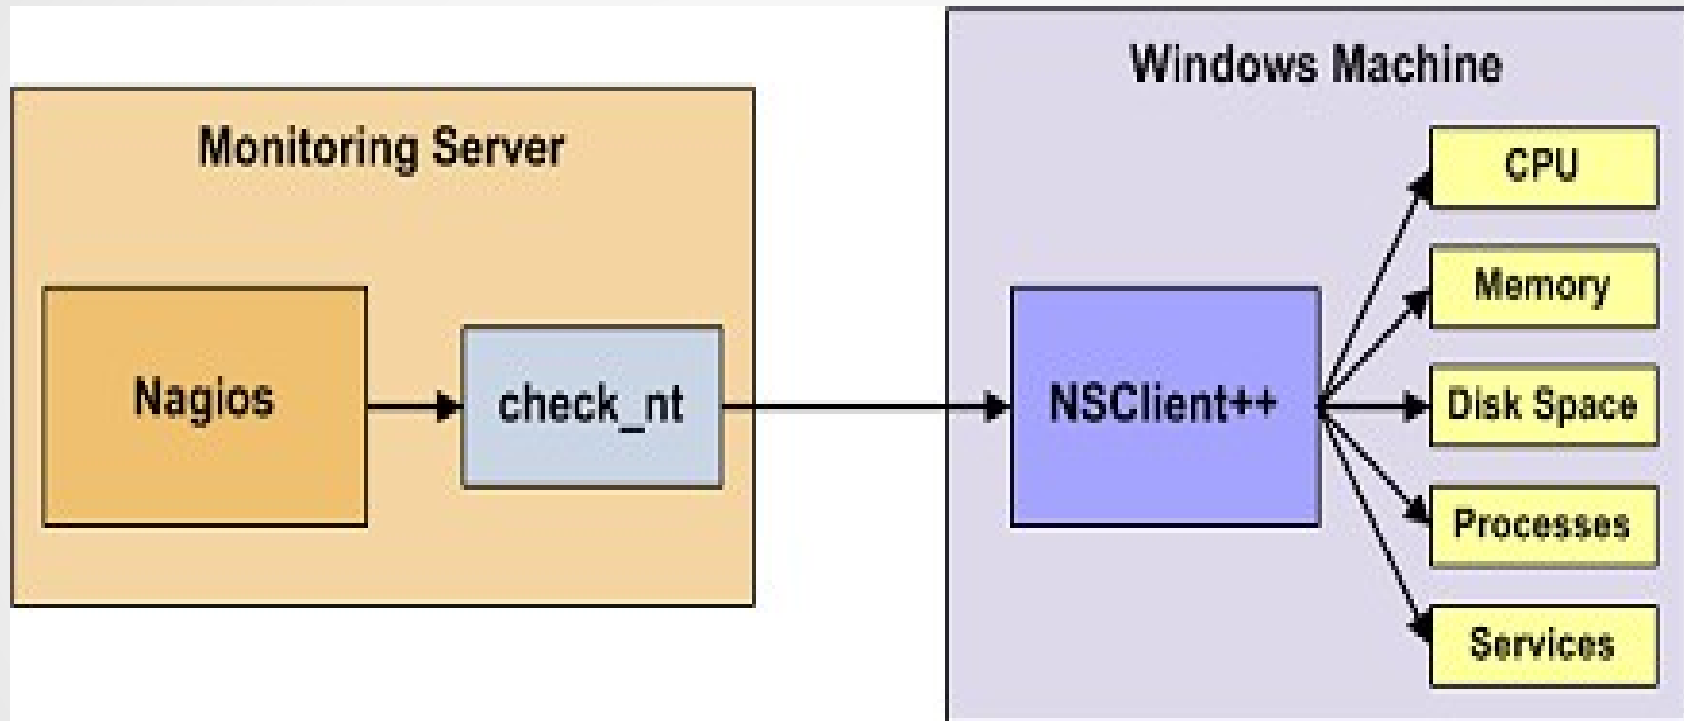 Windows Machine
Monitoring Server
Nagios
check_nt
NSClient++
CPU
Memory
Disk Space
Processes
Services